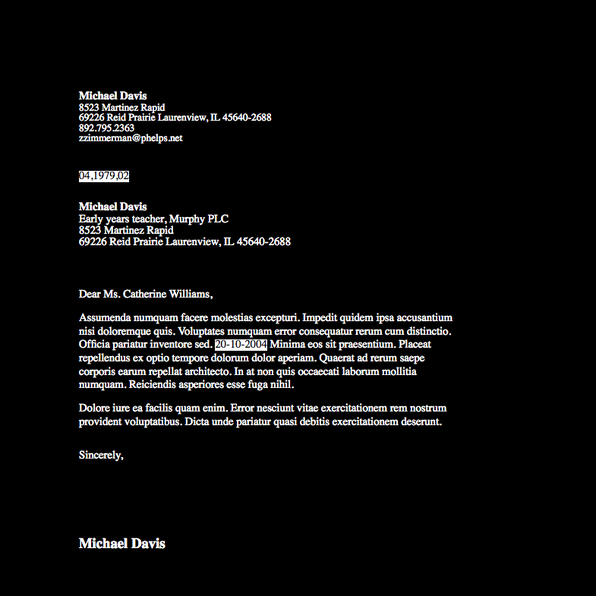 Michael Davis
8523 Martinez Rapid
69226 Reid Prairie Laurenview, IL 45640-2688
892.795.2363
zzimmerman@phelps.net
04,1979,02
Michael Davis
Early years teacher, Murphy PLC
8523 Martinez Rapid
69226 Reid Prairie Laurenview, IL 45640-2688
Dear Ms. Catherine Williams,
Assumenda numquam facere molestias excepturi. Impedit quidem ipsa accusantium
nisi doloremque quis. Voluptates numquam error consequatur rerum cum distinctio.
Officia pariatur inventore sed. 20-10-2004 Minima eos sit praesentium. Placeat
repellendus ex optio tempore dolorum dolor aperiam. Quaerat ad rerum saepe
corporis earum repellat architecto. In at non quis occaecati laborum mollitia
numquam. Reiciendis asperiores esse fuga nihil.
Dolore iure ea facilis quam enim. Error nesciunt vitae exercitationem rem nostrum
provident voluptatibus. Dicta unde pariatur quasi debitis exercitationem deserunt.
Sincerely,
Michael Davis